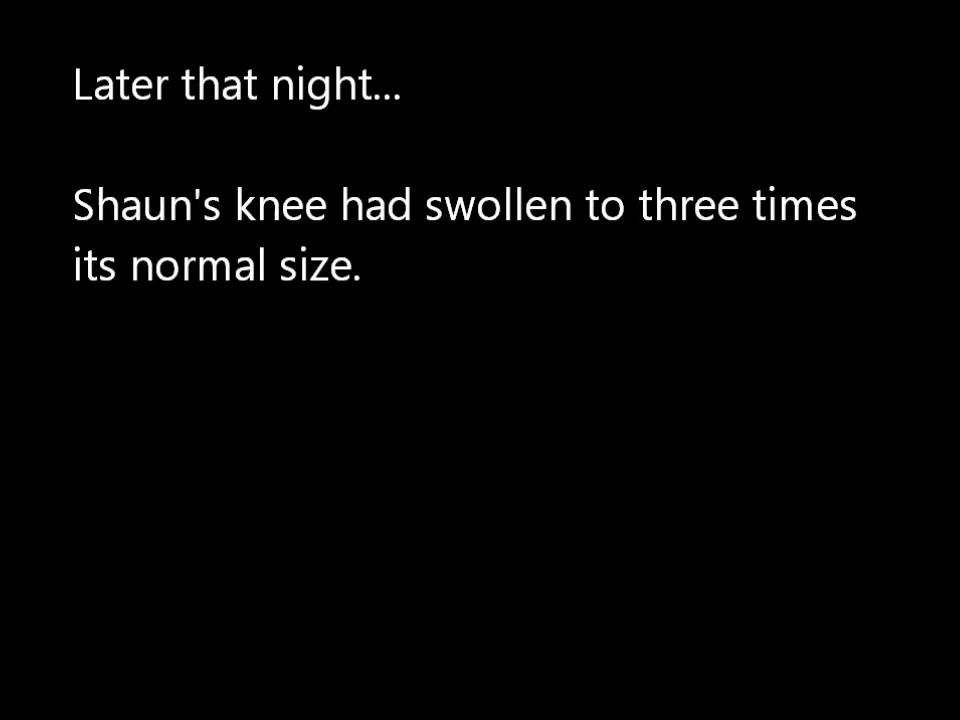 Later that night...
Shaun's knee had swollen to three times
its normal size.